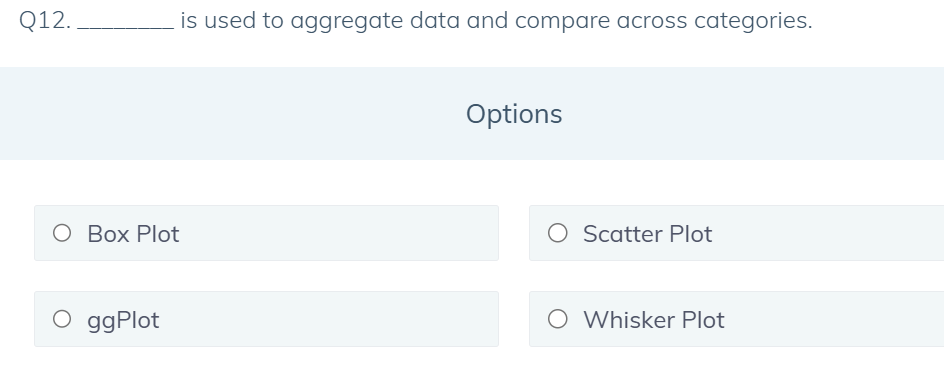 Q12. ________ is used to aggregate data and compare across categories.
Options
Box Plot
Scatter Plot
ggPlot
Whisker Plot